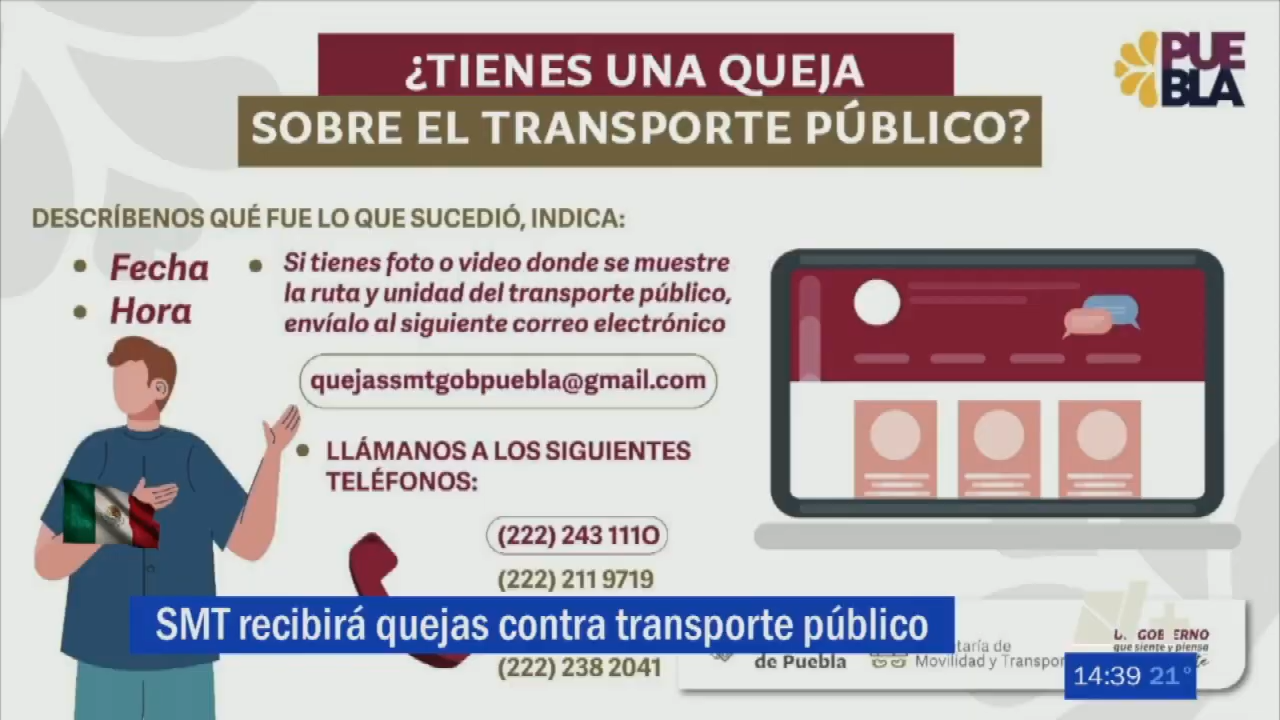 ¿TIENES UNA QUEJA
SOBRE EL TRANSPORTE PÚBLICO?
PUE
BLA
DESCRÍBENOS QUÉ FUE LO QUE SUCEDIÓ, INDICA:
• Fecha
• Hora
• Si tienes foto o video donde se muestre
la ruta y unidad del transporte público,
envíalo al siguiente correo electrónico
quejassmtgobpuebla@gmail.com
• LLÁMANOS A LOS SIGUIENTES
TELÉFONOS:
(222) 243 1110
(222) 211 9719
SMT recibirá quejas contra transporte público
(222) 238 2041
de Puebla
Movilidad y Transpor
que siente y piensa
14:39 21°